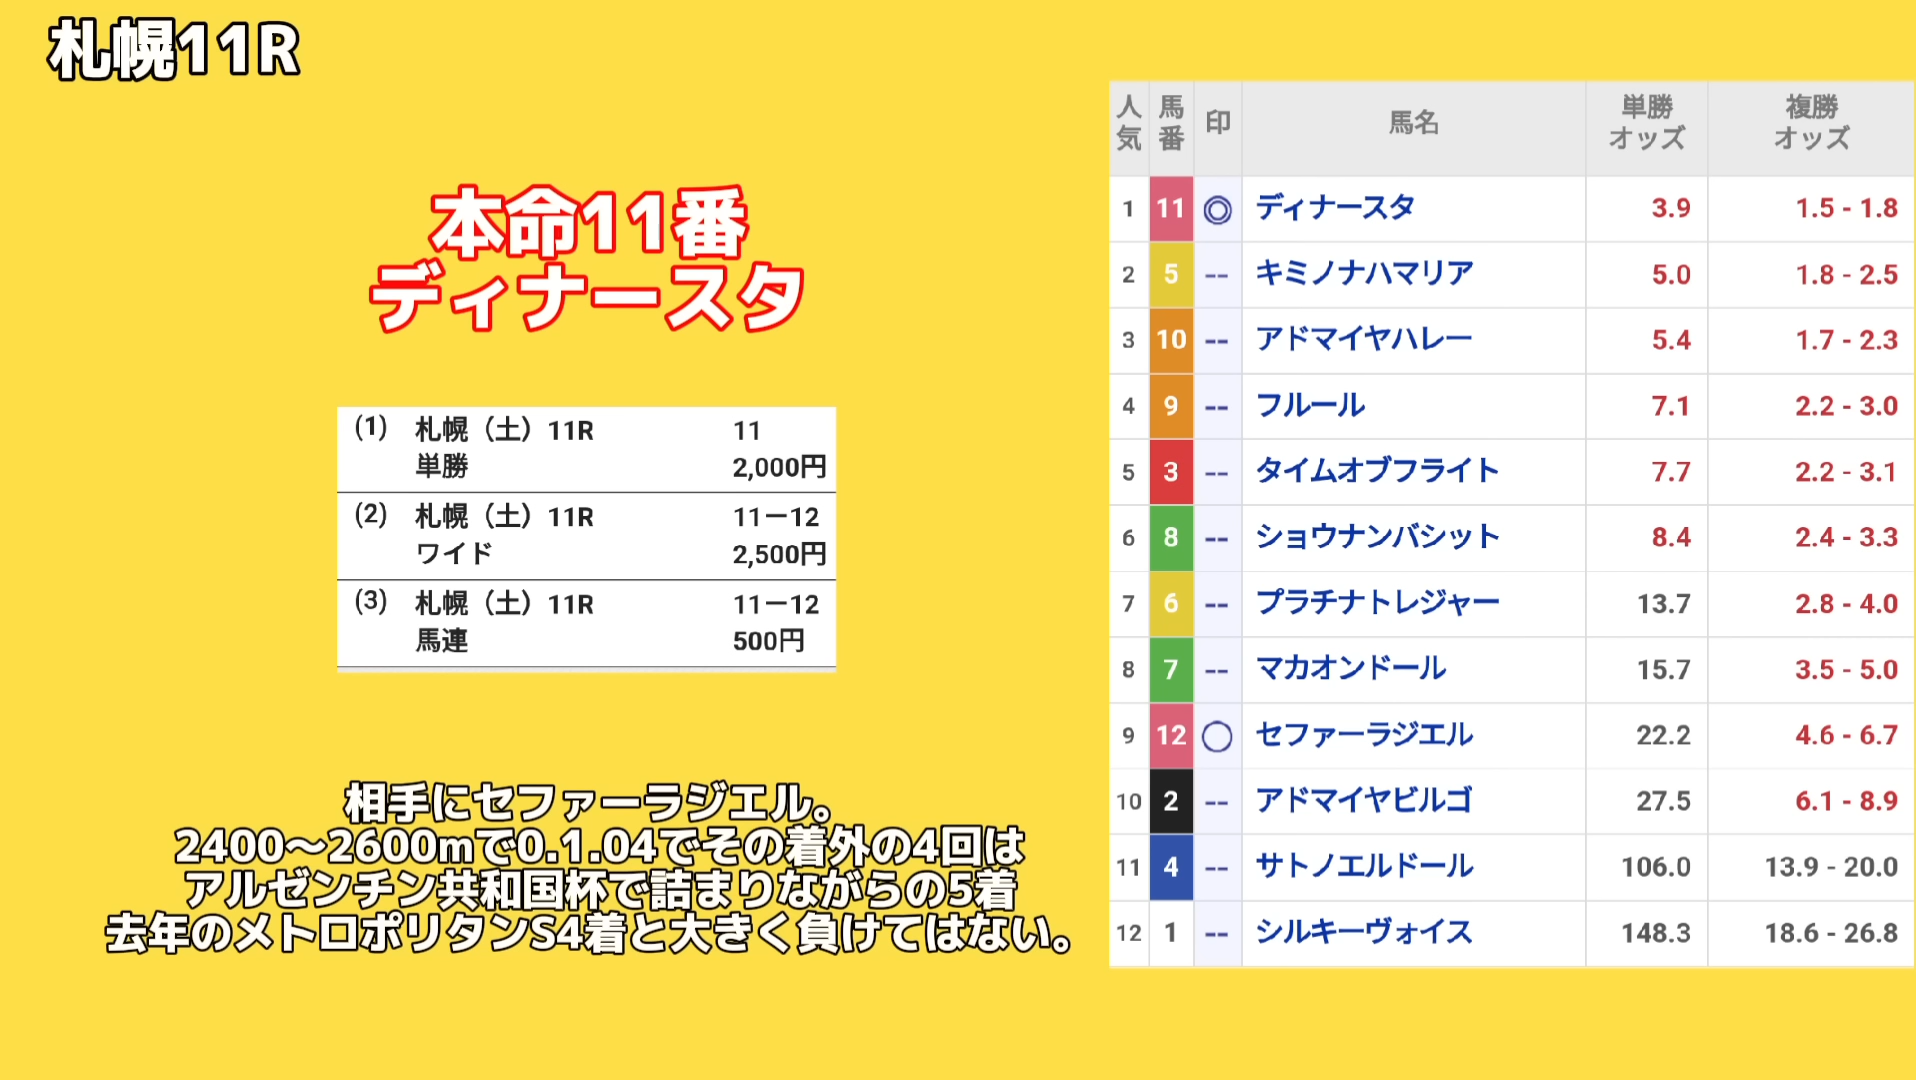 札幌11R
本命11番
ディナースタ
(1) 札幌（土）11R 11
単勝 2,000円
(2) 札幌（土）11R 11－12
ワイド 2,500円
(3) 札幌（土）11R 11－12
馬連 500円
相手にセファーラジエル。
2400〜2600mで0.1.04でその着外の4回は
アルゼンチン共和国杯で詰まりながらの5着
去年のメトロポリタンS4着と大きく負けてはない。
人気 馬番 印 馬名 単勝オッズ 複勝オッズ
1 11 ◎ ディナースタ 3.9 1.5 - 1.8
2 5 -- キミノナハマリア 5.0 1.8 - 2.5
3 10 -- アドマイヤハレー 5.4 1.7 - 2.3
4 9 -- フルール 7.1 2.2 - 3.0
5 3 -- タイムオブフライト 7.7 2.2 - 3.1
6 8 -- ショウナンバシット 8.4 2.4 - 3.3
7 6 -- プラチナトレジャー 13.7 2.8 - 4.0
8 7 -- マカオンドール 15.7 3.5 - 5.0
9 12 ○ セファーラジエル 22.2 4.6 - 6.7
10 2 -- アドマイヤビルゴ 27.5 6.1 - 8.9
11 4 -- サトノエルドール 106.0 13.9 - 20.0
12 1 -- シルキーヴォイス 148.3 18.6 - 26.8